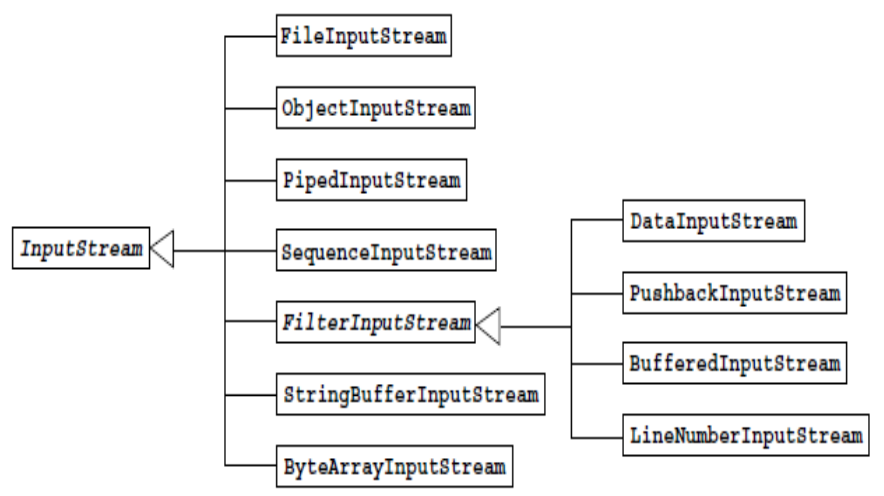 InputStream
FileInputStream
ObjectInputStream
PipedInputStream
SequenceInputStream
FilterInputStream
StringBufferInputStream
ByteArrayInputStream
DataInputStream
PushbackInputStream
BufferedInputStream
LineNumberInputStream